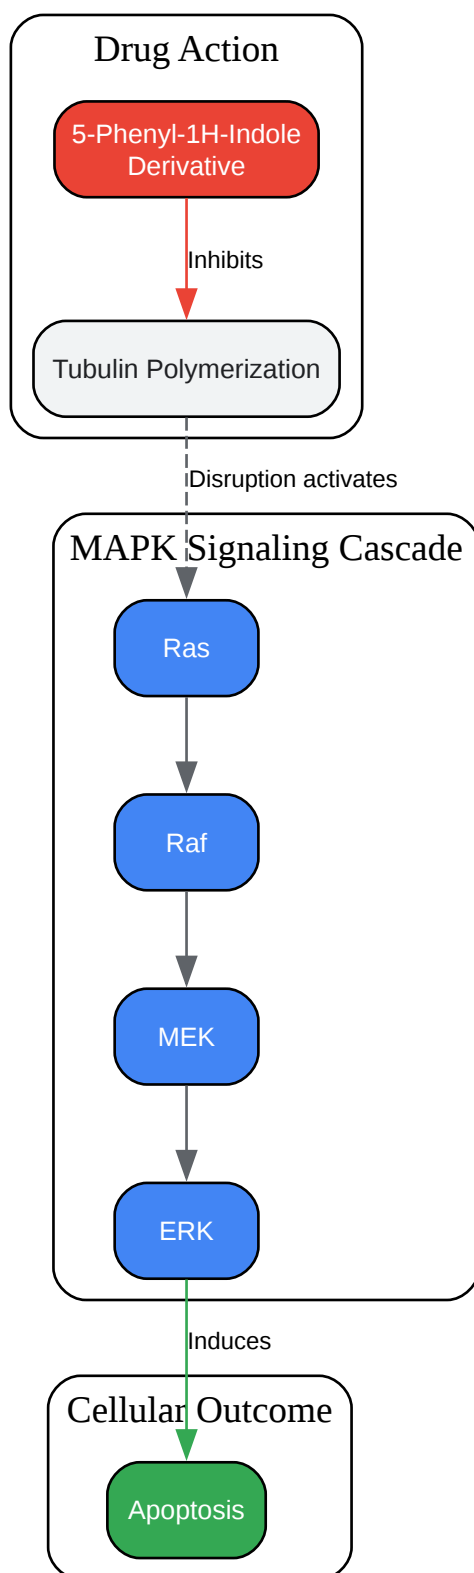 Drug Action
5-Phenyl-1H-Indole
Derivative
Inhibits
Tubulin Polymerization
Disruption activates
MAPK Signaling Cascade
Ras
Raf
MEK
ERK
Induces
Cellular Outcome
Apoptosis